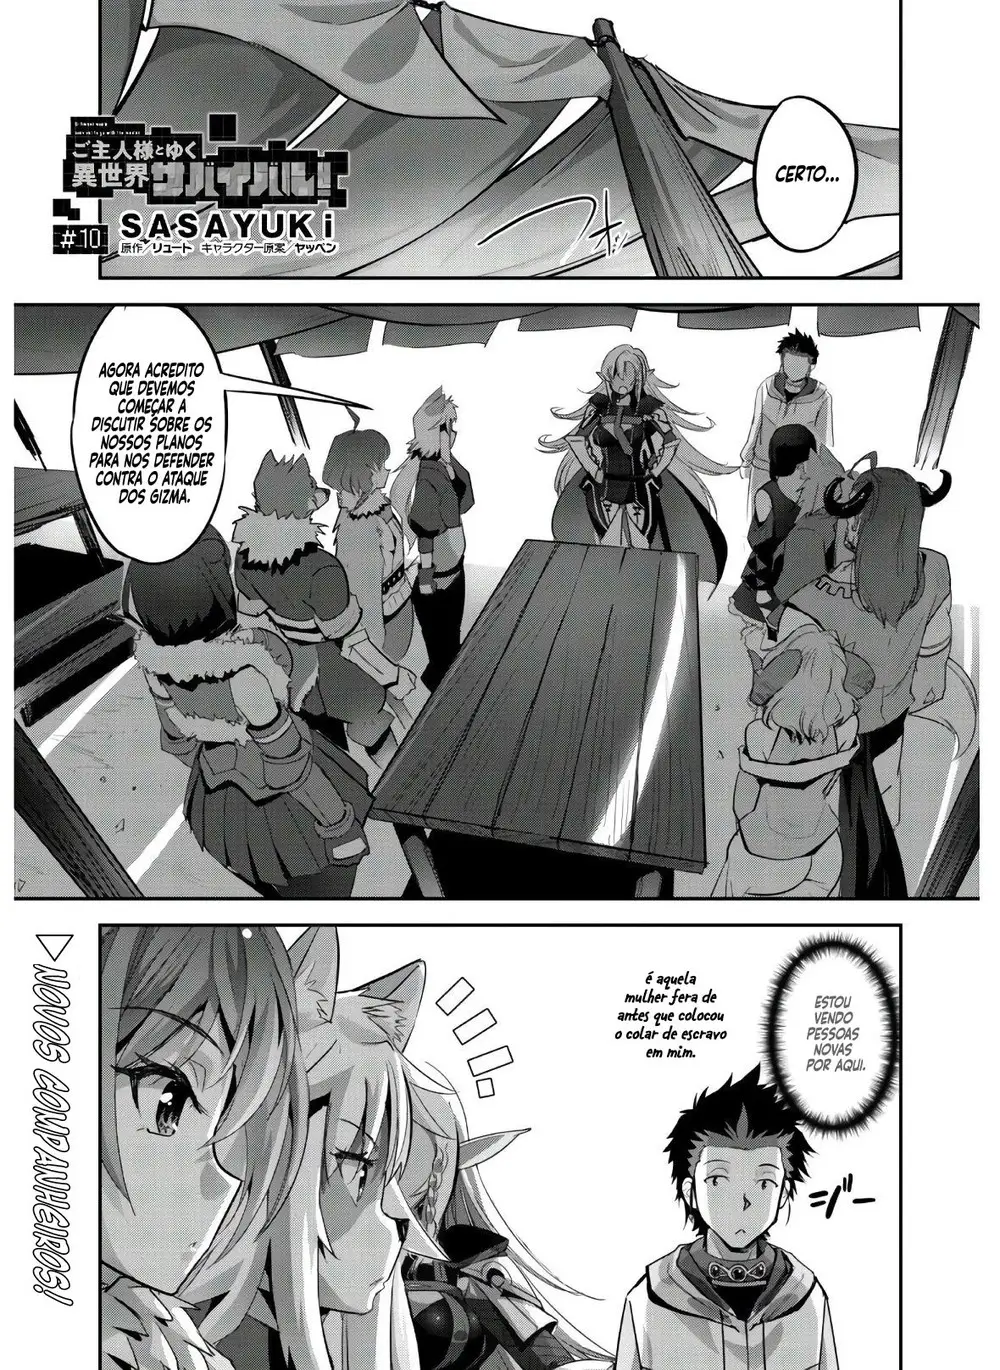 ご主人様とゆく
異世界サバイバル!
#10
SASAYUKi
原作/リュート キャラクター原案/ヤッペン
CERTO...
AGORA ACREDITO
QUE DEVEMOS
COMEÇAR A
DISCUTIR SOBRE OS
NOSSOS PLANOS
PARA NOS DEFENDER
CONTRA O ATAQUE
DOS GIZMA.
ESTOU
VENDO
PESSOAS
NOVAS
POR AQUI.
é aquela
mulher fera de
antes que colocou
o colar de escravo
em mim.
▶NOVOS COMPANHEIROS!